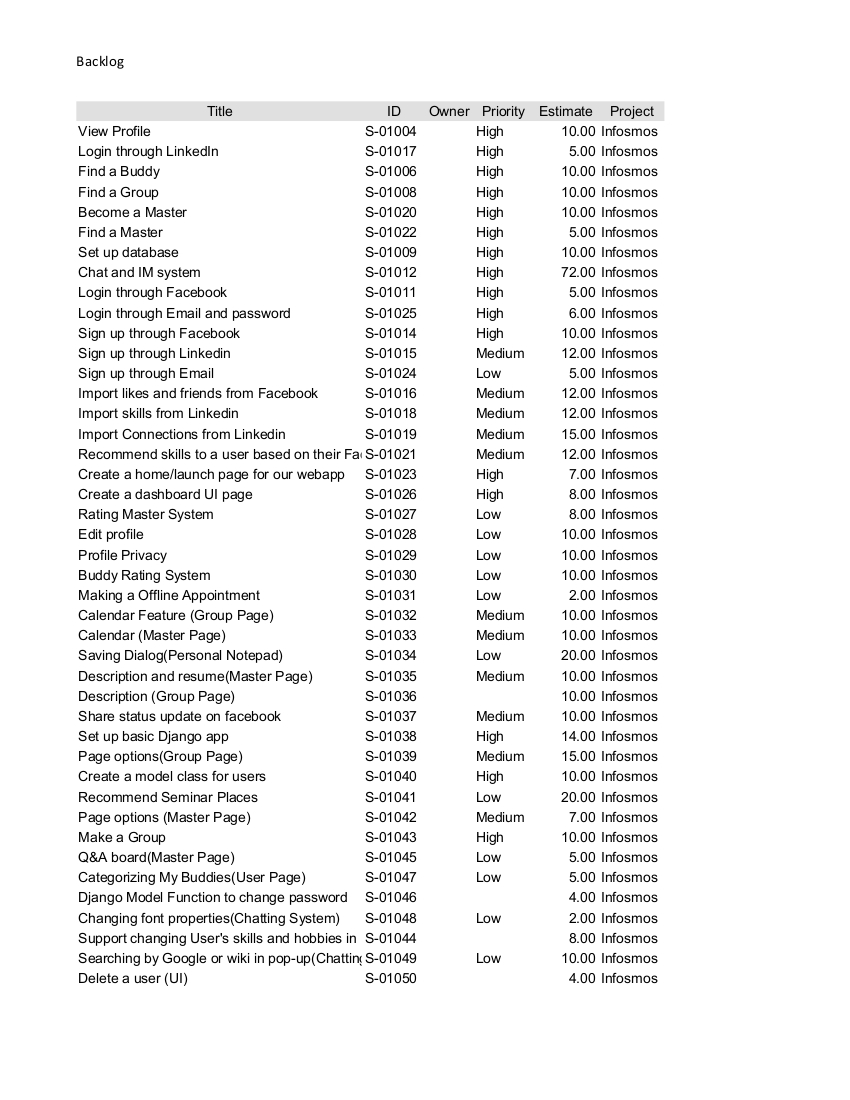 Backlog
Title ID Owner Priority Estimate Project
View Profile S-01004 High 10.00 Infosmos
Login through LinkedIn S-01017 High 5.00 Infosmos
Find a Buddy S-01006 High 10.00 Infosmos
Find a Group S-01008 High 10.00 Infosmos
Become a Master S-01020 High 10.00 Infosmos
Find a Master S-01022 High 5.00 Infosmos
Set up database S-01009 High 10.00 Infosmos
Chat and IM system S-01012 High 72.00 Infosmos
Login through Facebook S-01011 High 5.00 Infosmos
Login through Email and password S-01025 High 6.00 Infosmos
Sign up through Facebook S-01014 High 10.00 Infosmos
Sign up through Linkedin S-01015 Medium 12.00 Infosmos
Sign up through Email S-01024 Low 5.00 Infosmos
Import likes and friends from Facebook S-01016 Medium 12.00 Infosmos
Import skills from Linkedin S-01018 Medium 12.00 Infosmos
Import Connections from Linkedin S-01019 Medium 15.00 Infosmos
Recommend skills to a user based on their Fa S-01021 Medium 12.00 Infosmos
Create a home/launch page for our webapp S-01023 High 7.00 Infosmos
Create a dashboard UI page S-01026 High 8.00 Infosmos
Rating Master System S-01027 Low 8.00 Infosmos
Edit profile S-01028 Low 10.00 Infosmos
Profile Privacy S-01029 Low 10.00 Infosmos
Buddy Rating System S-01030 Low 10.00 Infosmos
Making a Offline Appointment S-01031 Low 2.00 Infosmos
Calendar Feature (Group Page) S-01032 Medium 10.00 Infosmos
Calendar (Master Page) S-01033 Medium 10.00 Infosmos
Saving Dialog(Personal Notepad) S-01034 Low 20.00 Infosmos
Description and resume(Master Page) S-01035 Medium 10.00 Infosmos
Description (Group Page) S-01036 10.00 Infosmos
Share status update on facebook S-01037 Medium 10.00 Infosmos
Set up basic Django app S-01038 High 14.00 Infosmos
Page options(Group Page) S-01039 Medium 15.00 Infosmos
Create a model class for users S-01040 High 10.00 Infosmos
Recommend Seminar Places S-01041 Low 20.00 Infosmos
Page options (Master Page) S-01042 Medium 7.00 Infosmos
Make a Group S-01043 High 10.00 Infosmos
Q&A board(Master Page) S-01045 Low 5.00 Infosmos
Categorizing My Buddies(User Page) S-01047 Low 5.00 Infosmos
Django Model Function to change password S-01046 4.00 Infosmos
Changing font properties(Chatting System) S-01048 Low 2.00 Infosmos
Support changing User's skills and hobbies in S-01044 8.00 Infosmos
Searching by Google or wiki in pop-up(Chatting S-01049 Low 10.00 Infosmos
Delete a user (UI) S-01050 4.00 Infosmos